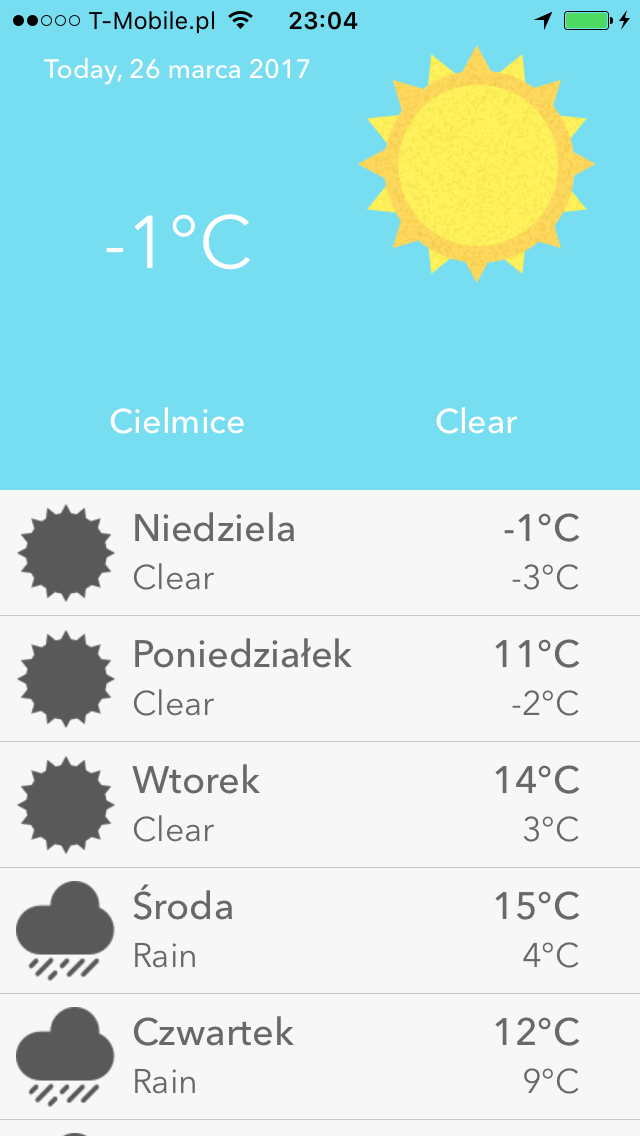 T-Mobile.pl 23:04
Today, 26 marca 2017
-1°C
Cielmice Clear
Niedziela -1°C
Clear -3°C
Poniedziałek 11°C
Clear -2°C
Wtorek 14°C
Clear 3°C
Środa 15°C
Rain 4°C
Czwartek 12°C
Rain 9°C